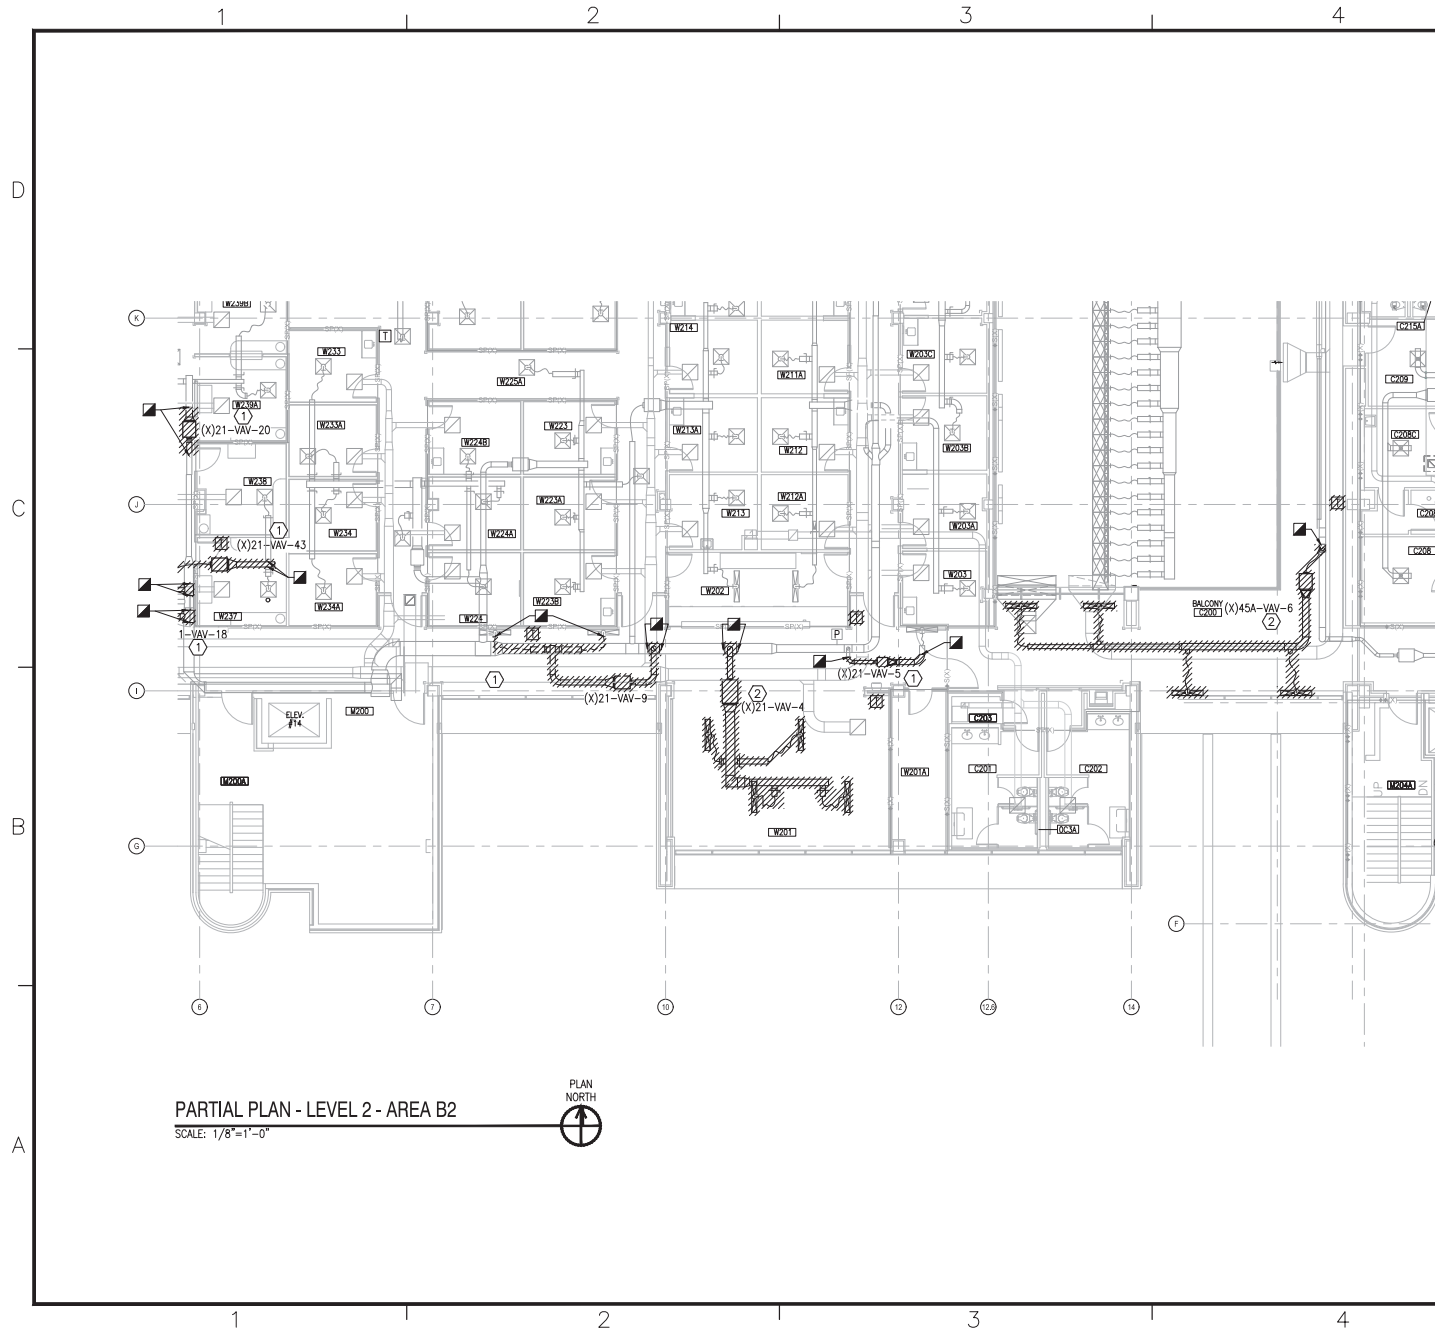 1 2 3 4
D
K
W239B
W214
C215A
W233
T
W203C
W225A
W211A
C209
W239A
1
(X)21-VAV-20
W233A
W223
W224B
W213A
W212
W203B
C208C
C
W238
J
W223A
W212A
W213
W234
W224A
W203A
1
(X)21-VAV-43
C208
W203
W202
W234A
W223B
W237
W224
BALCONY
C200
(X)45A-VAV-6
2
1-VAV-18
1
P
(X)21-VAV-5
1
I
1
(X)21-VAV-9
2
(X)21-VAV-4
M200
ELEV.
#14
C203
M200A
W201A
C201
C202
UP
DN
M204A
B
W201
0C3A
G
F
6 7 10 12 12.6 14
PLAN
NORTH
PARTIAL PLAN - LEVEL 2 - AREA B2
SCALE: 1/8"=1'-0"
A
1 2 3 4